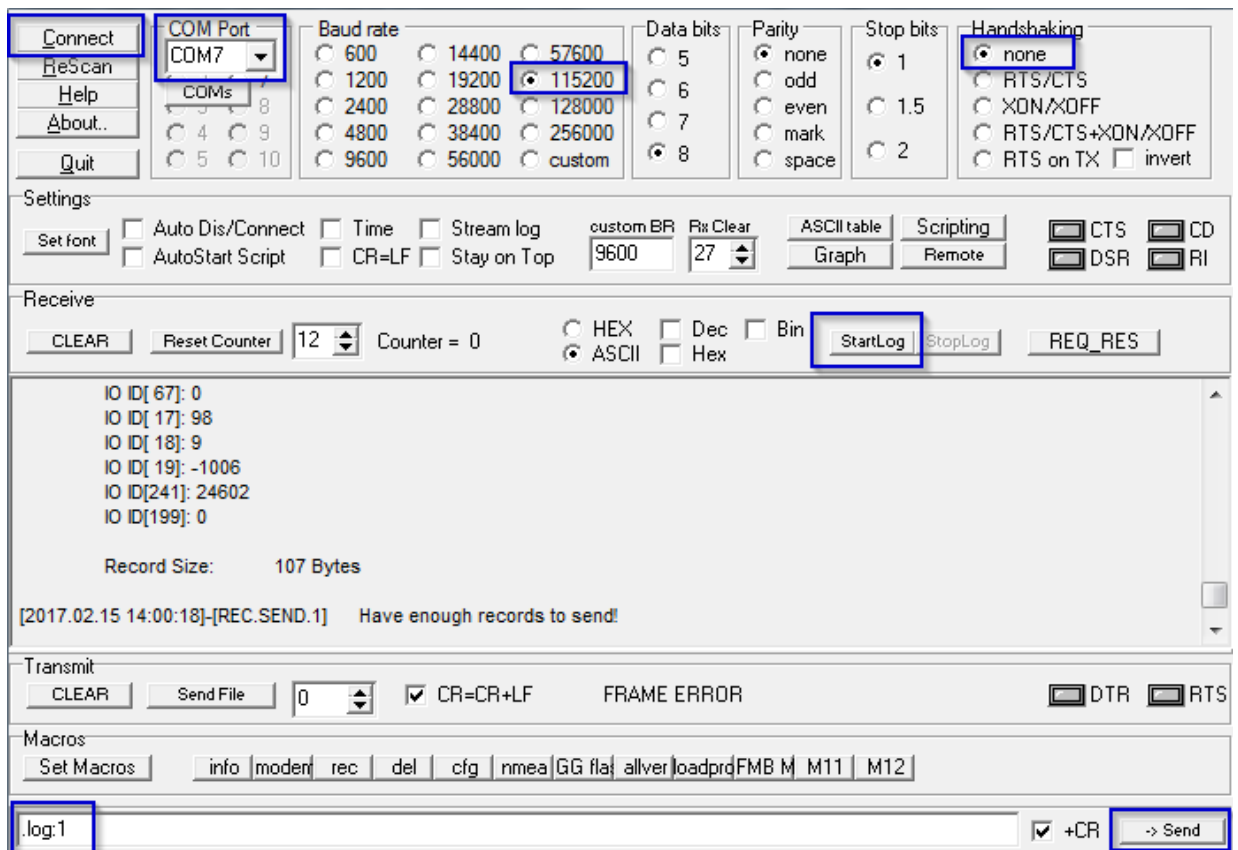 Connect
ReScan
Help
About..
Quit
COM Port
COM7
COMs
8
4 9
5 10
Baud rate
600 14400 57600
1200 19200 115200
2400 28800 128000
4800 38400 256000
9600 56000 custom
Data bits
5
6
7
8
Parity
none
odd
even
mark
space
Stop bits
1
1.5
2
Handshaking
none
RTS/CTS
XON/XOFF
RTS/CTS+XON/XOFF
RTS on TX invert
Settings
Set font
Auto Dis/Connect Time Stream log
AutoStart Script CR=LF Stay on Top
custom BR Rx Clear
9600 27
ASCII table Scripting
Graph Remote
CTS CD
DSR RI
Receive
CLEAR Reset Counter 12 Counter = 0
HEX Dec Bin
ASCII Hex
StartLog StopLog REQ_RES
IO ID[ 67]: 0
IO ID[ 17]: 98
IO ID[ 18]: 9
IO ID[ 19]: -1006
IO ID[241]: 24602
IO ID[199]: 0
Record Size: 107 Bytes
[2017.02.15 14:00:18]-[REC.SEND.1] Have enough records to send!
Transmit
CLEAR Send File 0 CR=CR+LF FRAME ERROR DTR RTS
Macros
Set Macros info modem rec del cfg nmea GG fla allver loadpro FMB M M11 M12
.log:1 +CR -> Send